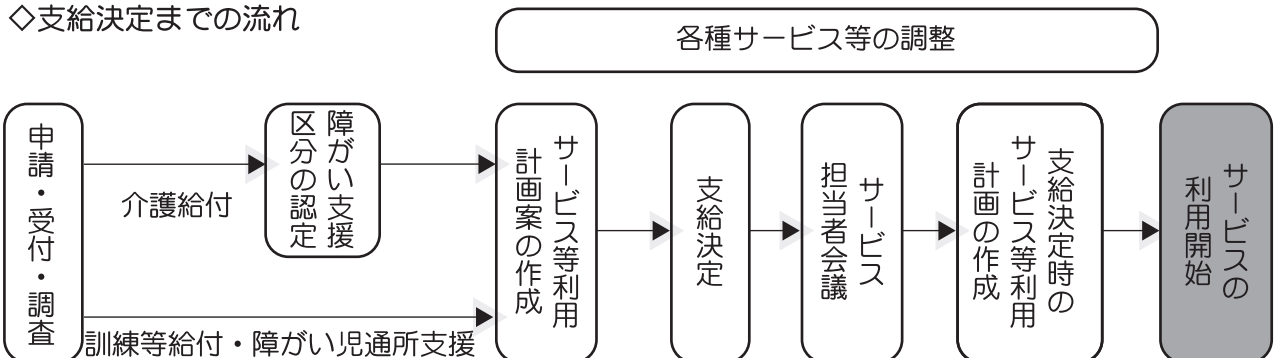 ◇支給決定までの流れ
各種サービス等の調整
申請・受付・調査
介護給付
障がい支援
区分の認定
訓練等給付・障がい児通所支援
サービス等利用
計画案の作成
支給決定
サービス
担当者会議
支給決定時の
サービス等利用
計画の作成
サービスの
利用開始